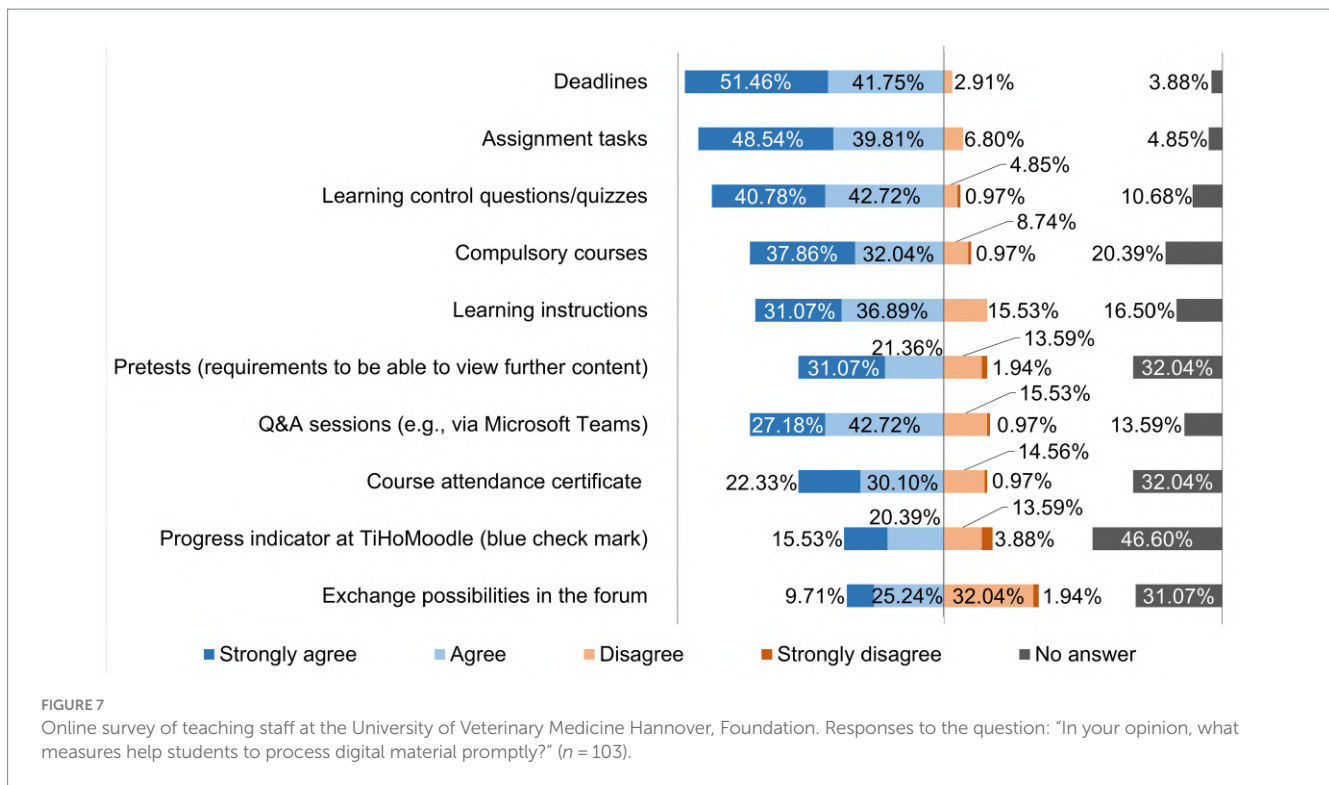 Deadlines 51.46% 41.75% 2.91% 3.88%
Assignment tasks 48.54% 39.81% 6.80% 4.85%
4.85%
Learning control questions/quizzes 40.78% 42.72% 0.97% 10.68%
8.74%
Compulsory courses 37.86% 32.04% 0.97% 20.39%
Learning instructions 31.07% 36.89% 15.53% 16.50%
21.36% 13.59%
Pretests (requirements to be able to view further content) 31.07% 1.94% 32.04%
15.53%
Q&A sessions (e.g., via Microsoft Teams) 27.18% 42.72% 0.97% 13.59%
14.56%
Course attendance certificate 22.33% 30.10% 0.97% 32.04%
20.39% 13.59%
Progress indicator at TiHoMoodle (blue check mark) 15.53% 3.88% 46.60%
Exchange possibilities in the forum 9.71% 25.24% 32.04% 1.94% 31.07%
Strongly agree Agree Disagree Strongly disagree No answer
FIGURE 7
Online survey of teaching staff at the University of Veterinary Medicine Hannover, Foundation. Responses to the question: “In your opinion, what
measures help students to process digital material promptly?” (n = 103).